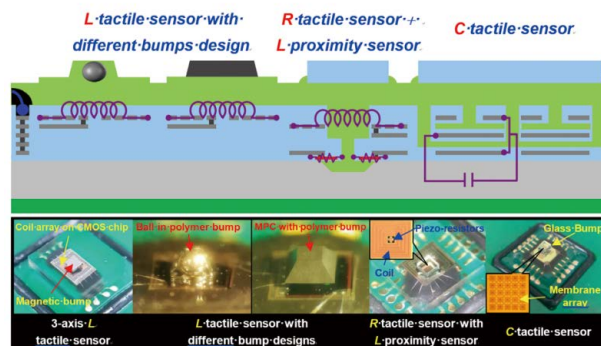 L·tactile·sensor·with
different·bumps·design
R·tactile·sensor·+·
L·proximity·sensor
C·tactile·sensor
Coil array on CMOS chip
Magnetic bump
Ball in polymer bump
MPC with polymer bump
Piezo-resistors
Coil
Glass Bump
Membrane
array
3-axis·L
tactile·sensor
L·tactile·sensor·with
different·bump·designs
R·tactile·sensor·with
L·proximity·sensor
C·tactile·sensor